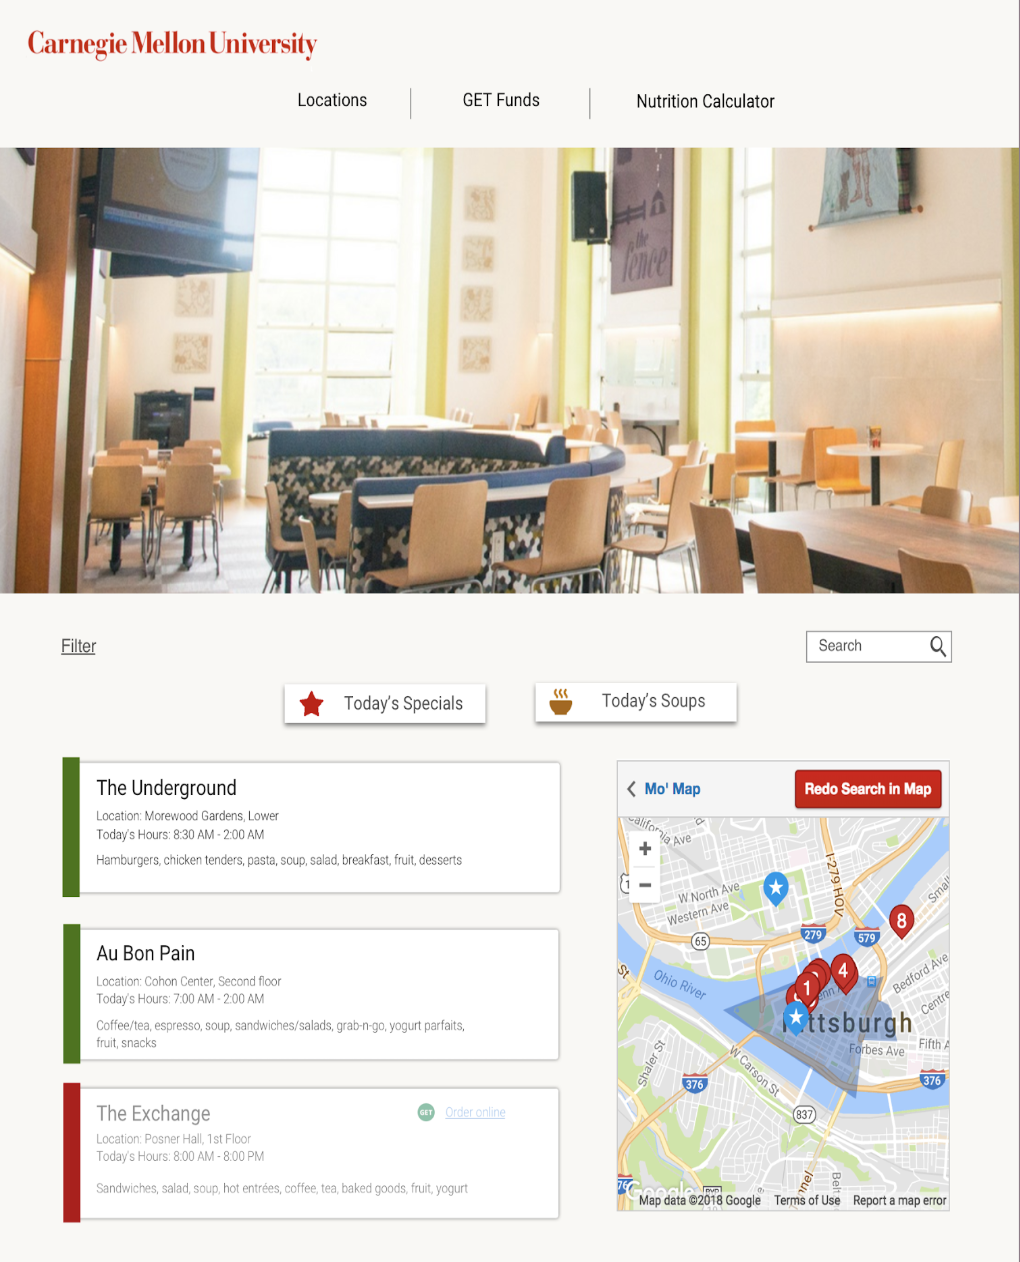 Carnegie Mellon University
Locations
GET Funds
Nutrition Calculator
the
fence
Filter
Search
Today's Specials
Today's Soups
The Underground
Location: Morewood Gardens, Lower
Today's Hours: 8:30 AM - 2:00 AM
Hamburgers, chicken tenders, pasta, soup, salad, breakfast, fruit, desserts
Au Bon Pain
Location: Cohon Center, Second floor
Today's Hours: 7:00 AM - 2:00 AM
Coffee/tea, espresso, soup, sandwiches/salads, grab-n-go, yogurt parfaits,
fruit, snacks
The Exchange
GET Order online
Location: Posner Hall, 1st Floor
Today's Hours: 8:00 AM - 8:00 PM
Sandwiches, salad, soup, hot entrées, coffee, tea, baked goods, fruit, yogurt
Mo' Map
Redo Search in Map
California Ave
+
−
I-279 HOV
W North Ave
Western Ave
65
279
579
8
4
1
Ohio River
Bedford Ave
Centre
Pittsburgh
Forbes Ave
Fifth A
Shaler St
W Carson St
376
376
837
Google
Map data ©2018 Google
Terms of Use
Report a map error